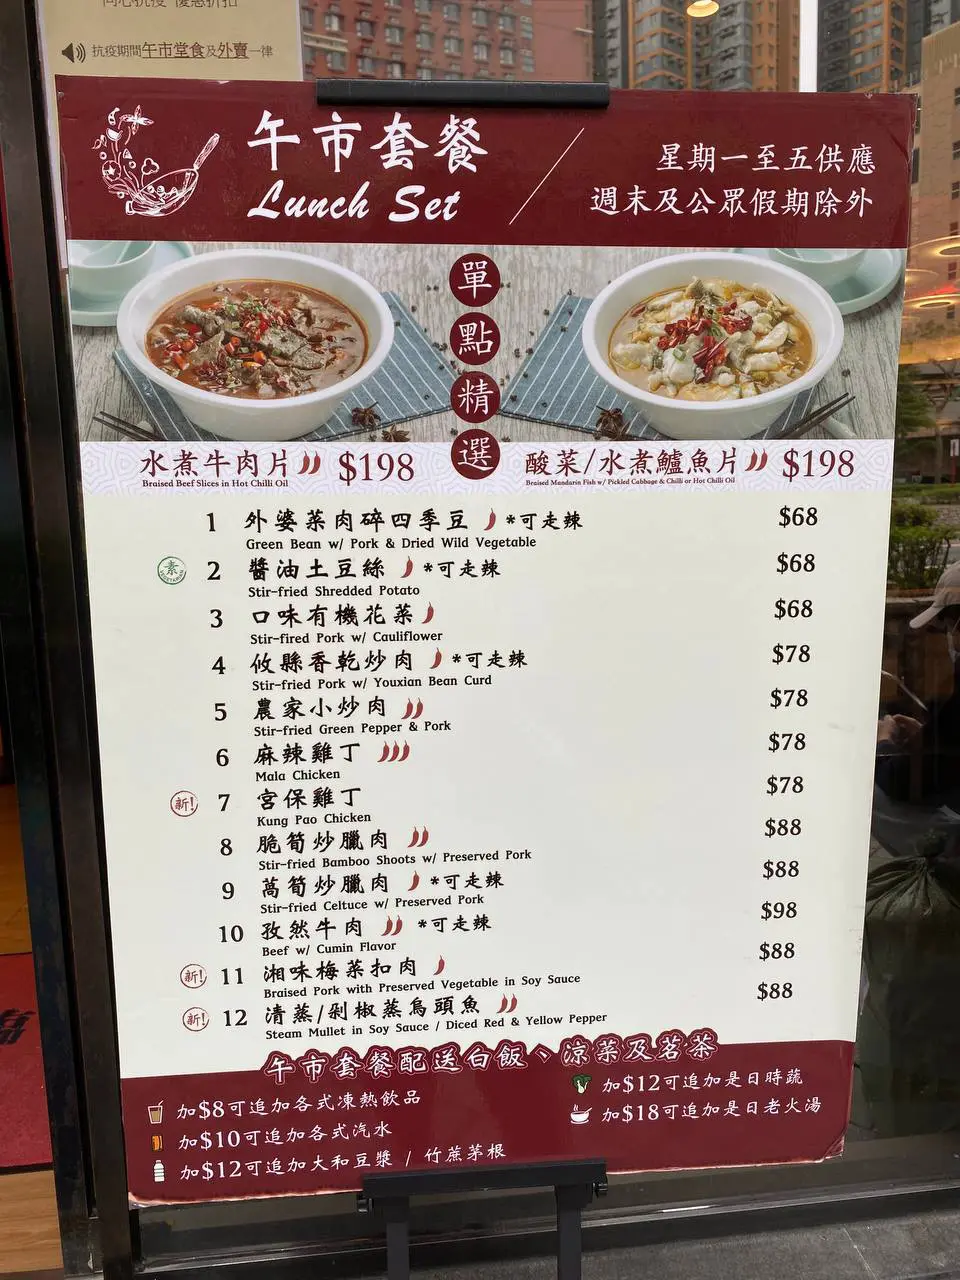 同心抗疫 優惠折扣
抗疫期間午市堂食及外賣一律
午市套餐
Lunch Set
星期一至五供應
週末及公眾假期除外
單點精選
水煮牛肉片 $198
Braised Beef Slices in Hot Chilli Oil
酸菜/水煮鱸魚片 $198
Braised Mandarin Fish w/ Pickled Cabbage & Chilli or Hot Chilli Oil
1 外婆菜肉碎四季豆 *可走辣 $68
Green Bean w/ Pork & Dried Wild Vegetable
素 VEGETARIAN 2 醬油土豆絲 *可走辣 $68
Stir-fried Shredded Potato
3 口味有機花菜 $68
Stir-fired Pork w/ Cauliflower
4 攸縣香乾炒肉 *可走辣 $78
Stir-fried Pork w/ Youxian Bean Curd
5 農家小炒肉 $78
Stir-fried Green Pepper & Pork
6 麻辣雞丁 $78
Mala Chicken
新! 7 宮保雞丁 $78
Kung Pao Chicken
8 脆筍炒臘肉 $88
Stir-fried Bamboo Shoots w/ Preserved Pork
9 萵筍炒臘肉 *可走辣 $88
Stir-fried Celtuce w/ Preserved Pork
10 孜然牛肉 *可走辣 $98
Beef w/ Cumin Flavor
新! 11 湘味梅菜扣肉 $88
Braised Pork with Preserved Vegetable in Soy Sauce
新! 12 清蒸/剁椒蒸烏頭魚 $88
Steam Mullet in Soy Sauce / Diced Red & Yellow Pepper
午市套餐配送白飯、涼菜及茗茶
加$8可追加各式凍熱飲品
加$10可追加各式汽水
加$12可追加大和豆漿 / 竹蔗茅根
加$12可追加是日時蔬
加$18可追加是日老火湯